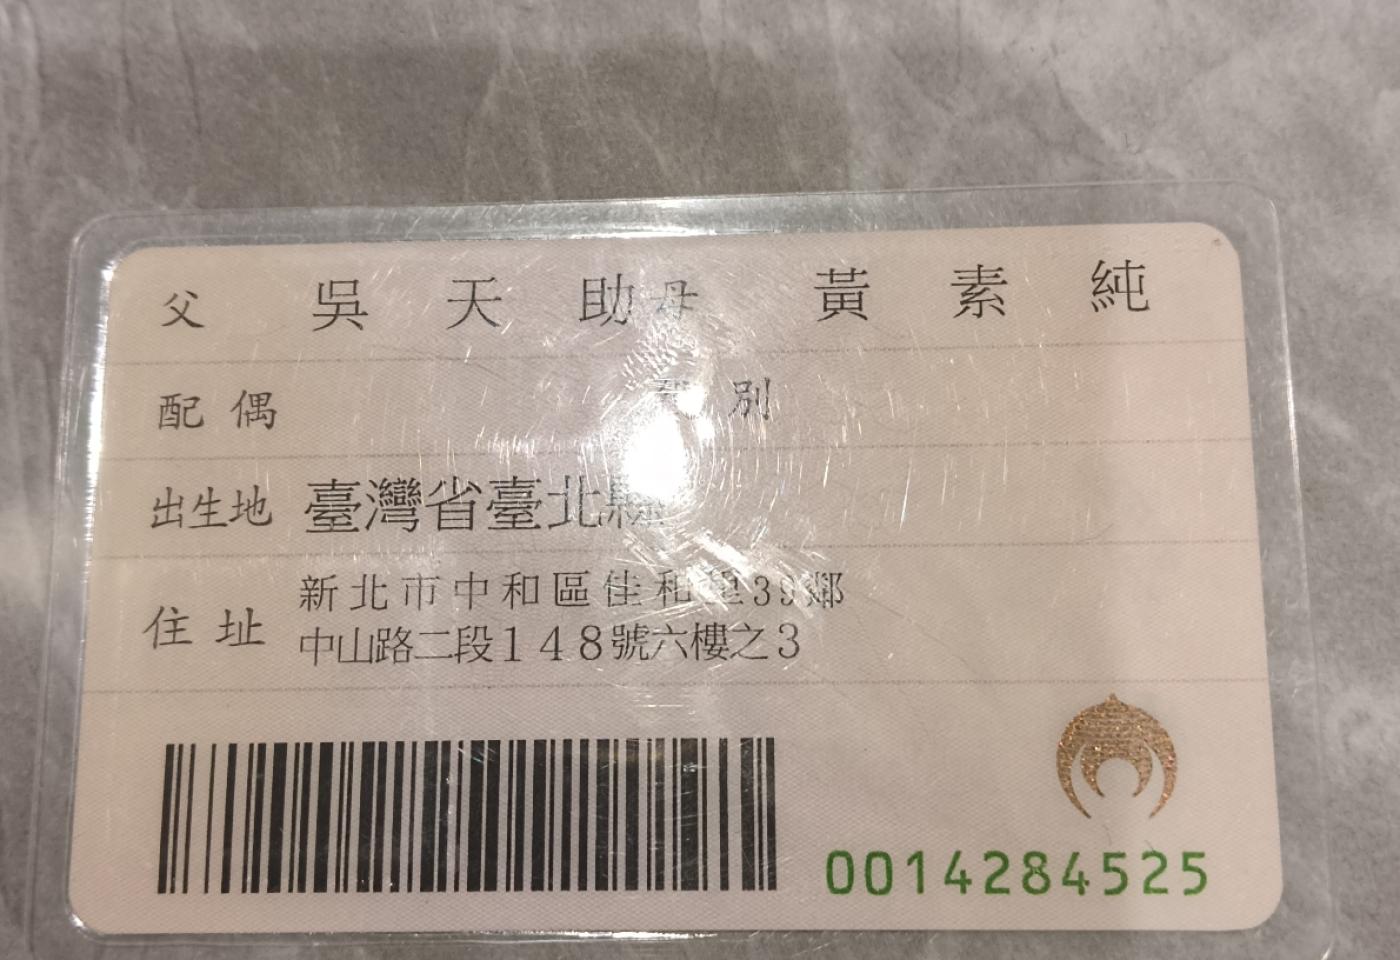 父 吳天助 母 黃素純
配偶 役別
出生地 臺灣省臺北縣
住址 新北市中和區佳和里39鄰
中山路二段148號六樓之3
0014284525